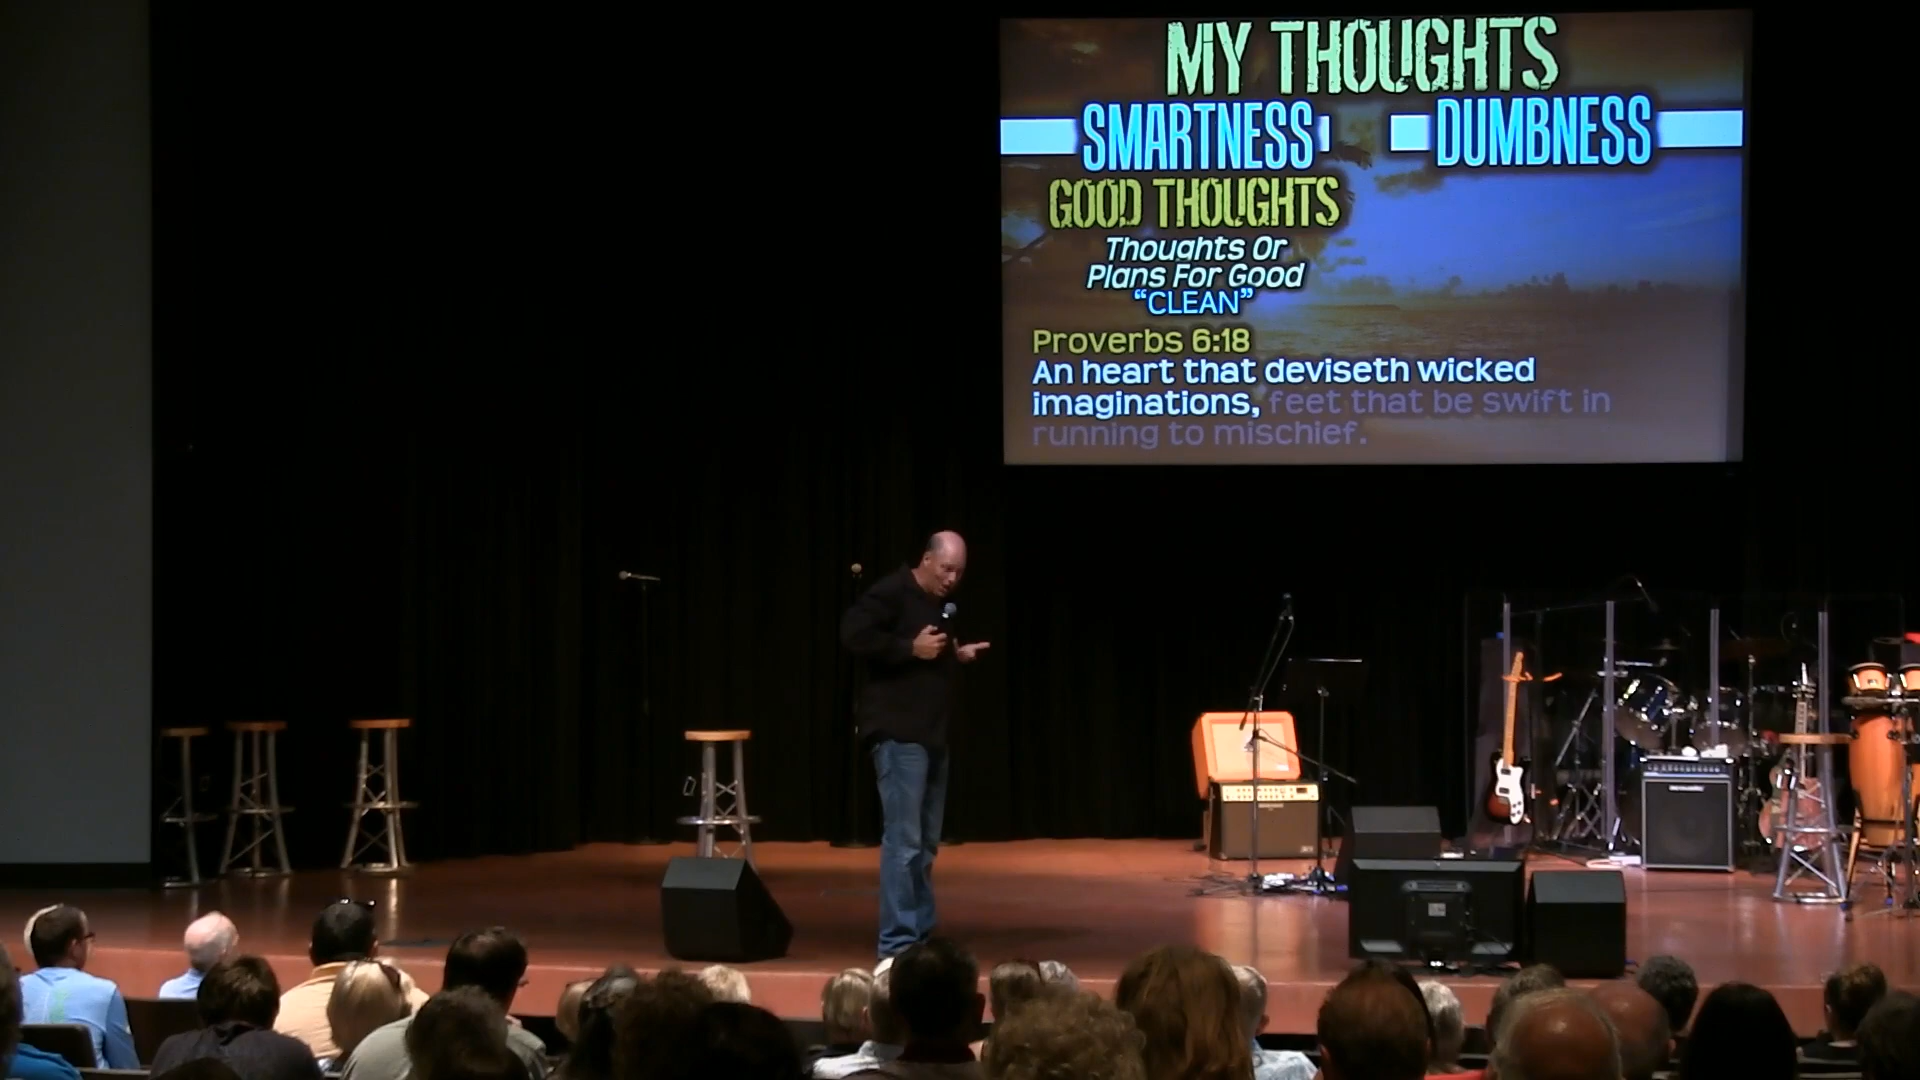 MY THOUGHTS
SMARTNESS DUMBNESS
GOOD THOUGHTS
Thoughts Or
Plans For Good
“CLEAN”
Proverbs 6:18
An heart that deviseth wicked
imaginations, feet that be swift in
running to mischief.